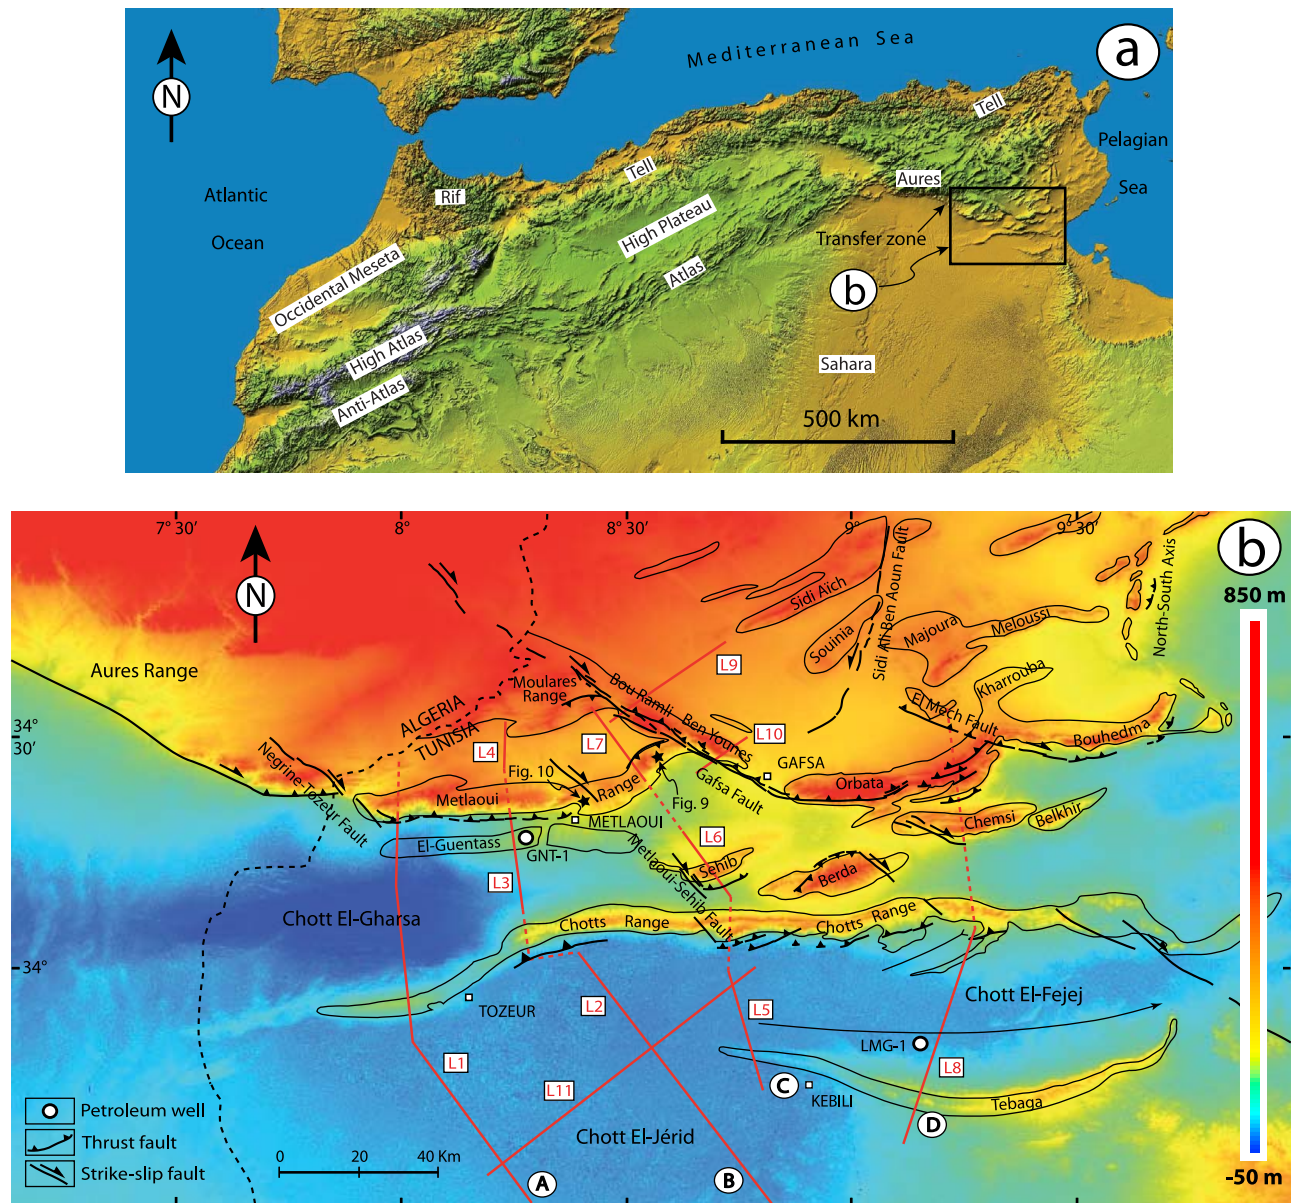 Mediterranean Sea
a
N
Tell
Pelagian
Sea
Tell
Aures
Atlantic
Ocean
Rif
High Plateau
Transfer zone
Atlas
b
Occidental Meseta
High Atlas
Sahara
Anti-Atlas
500 km
7° 30'
8°
8° 30'
9°
9° 30'
b
N
850 m
-50 m
North-South Axis
Sidi Aïch
Sidi Ali Ben Aoun Fault
Souinia
Majoura
Meloussi
Kharrouba
Aures Range
L9
Moulares
Range
Bou Ramli
Ben Younes
El Mech Fault
Bouhedma
ALGERIA
TUNISIA
34°
30'
L4
L7
L10
GAFSA
Negrine-Tozeur Fault
Fig. 10
Range
Metlaoui
Fig. 9
Gafsa Fault
Orbata
METLAOUI
Chemsi
Belkhir
El-Guentass
GNT-1
L6
Metlaoui-Sehib Fault
Sehib
Berda
L3
Chott El-Gharsa
Chotts Range
Chotts Range
34°
TOZEUR
L2
L5
Chott El-Fejej
LMG-1
L1
L8
L11
C
KEBILI
Tebaga
D
Chott El-Jérid
A
B
Petroleum well
Thrust fault
Strike-slip fault
0 20 40 Km